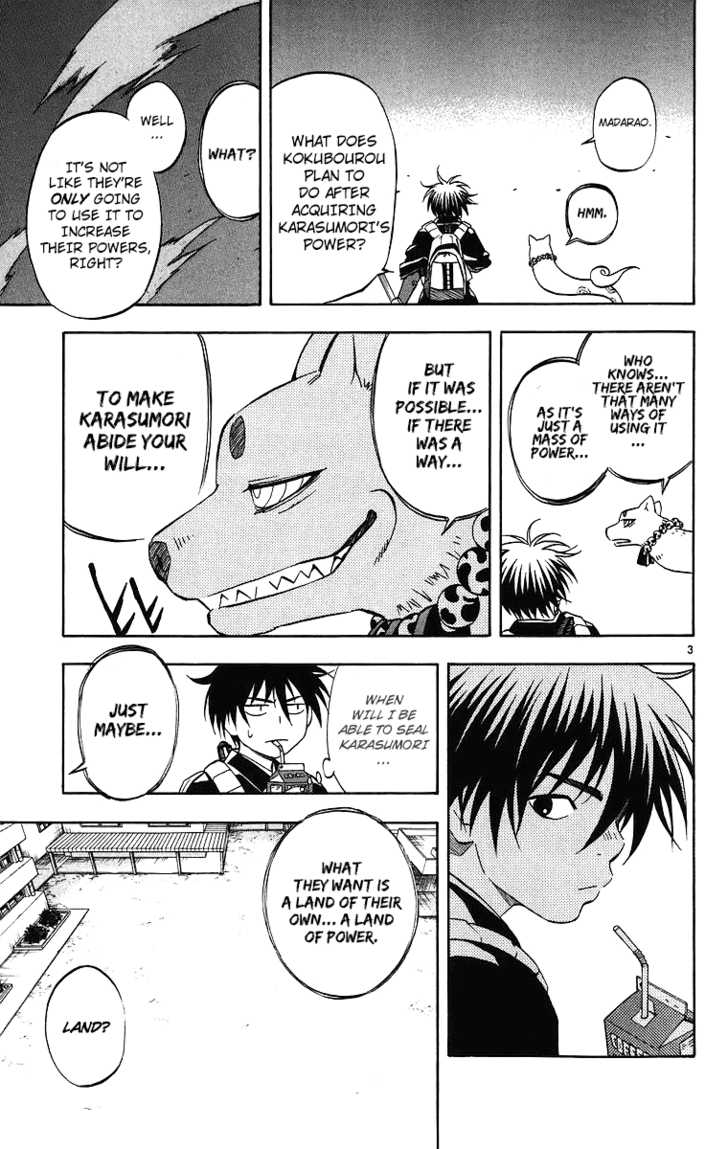 MADARAO.
HMM.
WHAT DOES
KOKUBOUROU
PLAN TO
DO AFTER
ACQUIRING
KARASUMORI'S
POWER?
WHAT?
WELL
...
IT'S NOT
LIKE THEY'RE
ONLY GOING
TO USE IT TO
INCREASE
THEIR POWERS,
RIGHT?
WHO
KNOWS...
THERE AREN'T
THAT MANY
WAYS OF
USING IT
...
AS IT'S
JUST A
MASS OF
POWER...
BUT
IF IT WAS
POSSIBLE...
IF THERE
WAS A
WAY...
TO MAKE
KARASUMORI
ABIDE YOUR
WILL...
3
WHEN
WILL I BE
ABLE TO SEAL
KARASUMORI
...
JUST
MAYBE...
WHAT
THEY WANT IS
A LAND OF THEIR
OWN... A LAND
OF POWER.
LAND?